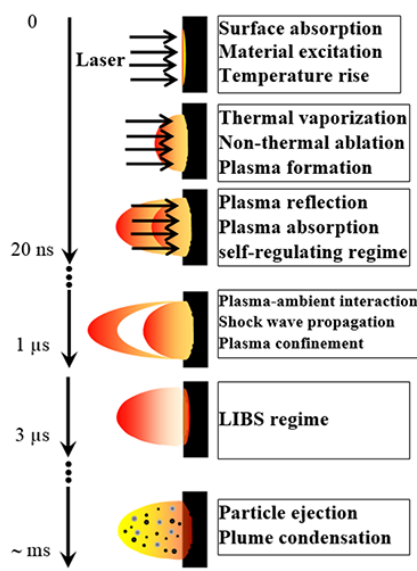 0
Laser
Surface absorption
Material excitation
Temperature rise
Thermal vaporization
Non-thermal ablation
Plasma formation
Plasma reflection
Plasma absorption
self-regulating regime
20 ns
Plasma-ambient interaction
Shock wave propagation
Plasma confinement
1 μs
LIBS regime
3 μs
Particle ejection
Plume condensation
~ ms